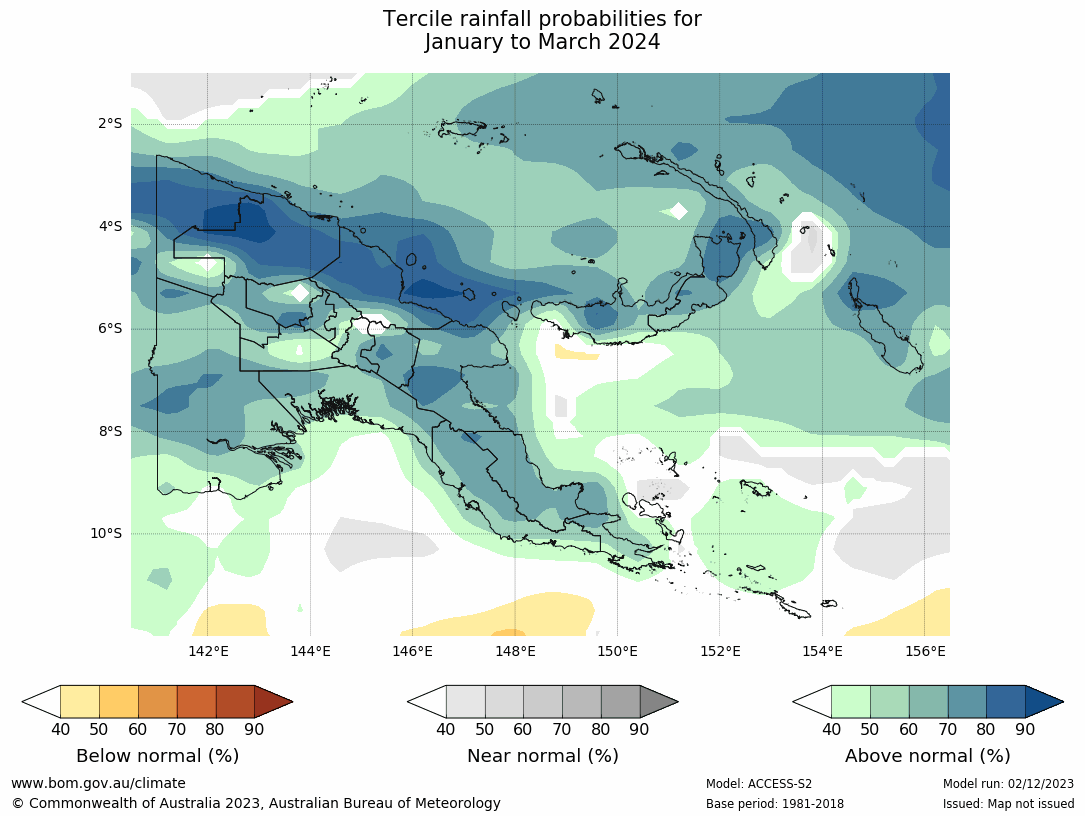 Tercile rainfall probabilities for
January to March 2024
2°S
4°S
6°S
8°S
10°S
142°E 144°E 146°E 148°E 150°E 152°E 154°E 156°E
40 50 60 70 80 90 40 50 60 70 80 90 40 50 60 70 80 90
Below normal (%) Near normal (%) Above normal (%)
www.bom.gov.au/climate Model: ACCESS-S2 Model run: 02/12/2023
© Commonwealth of Australia 2023, Australian Bureau of Meteorology Base period: 1981-2018 Issued: Map not issued